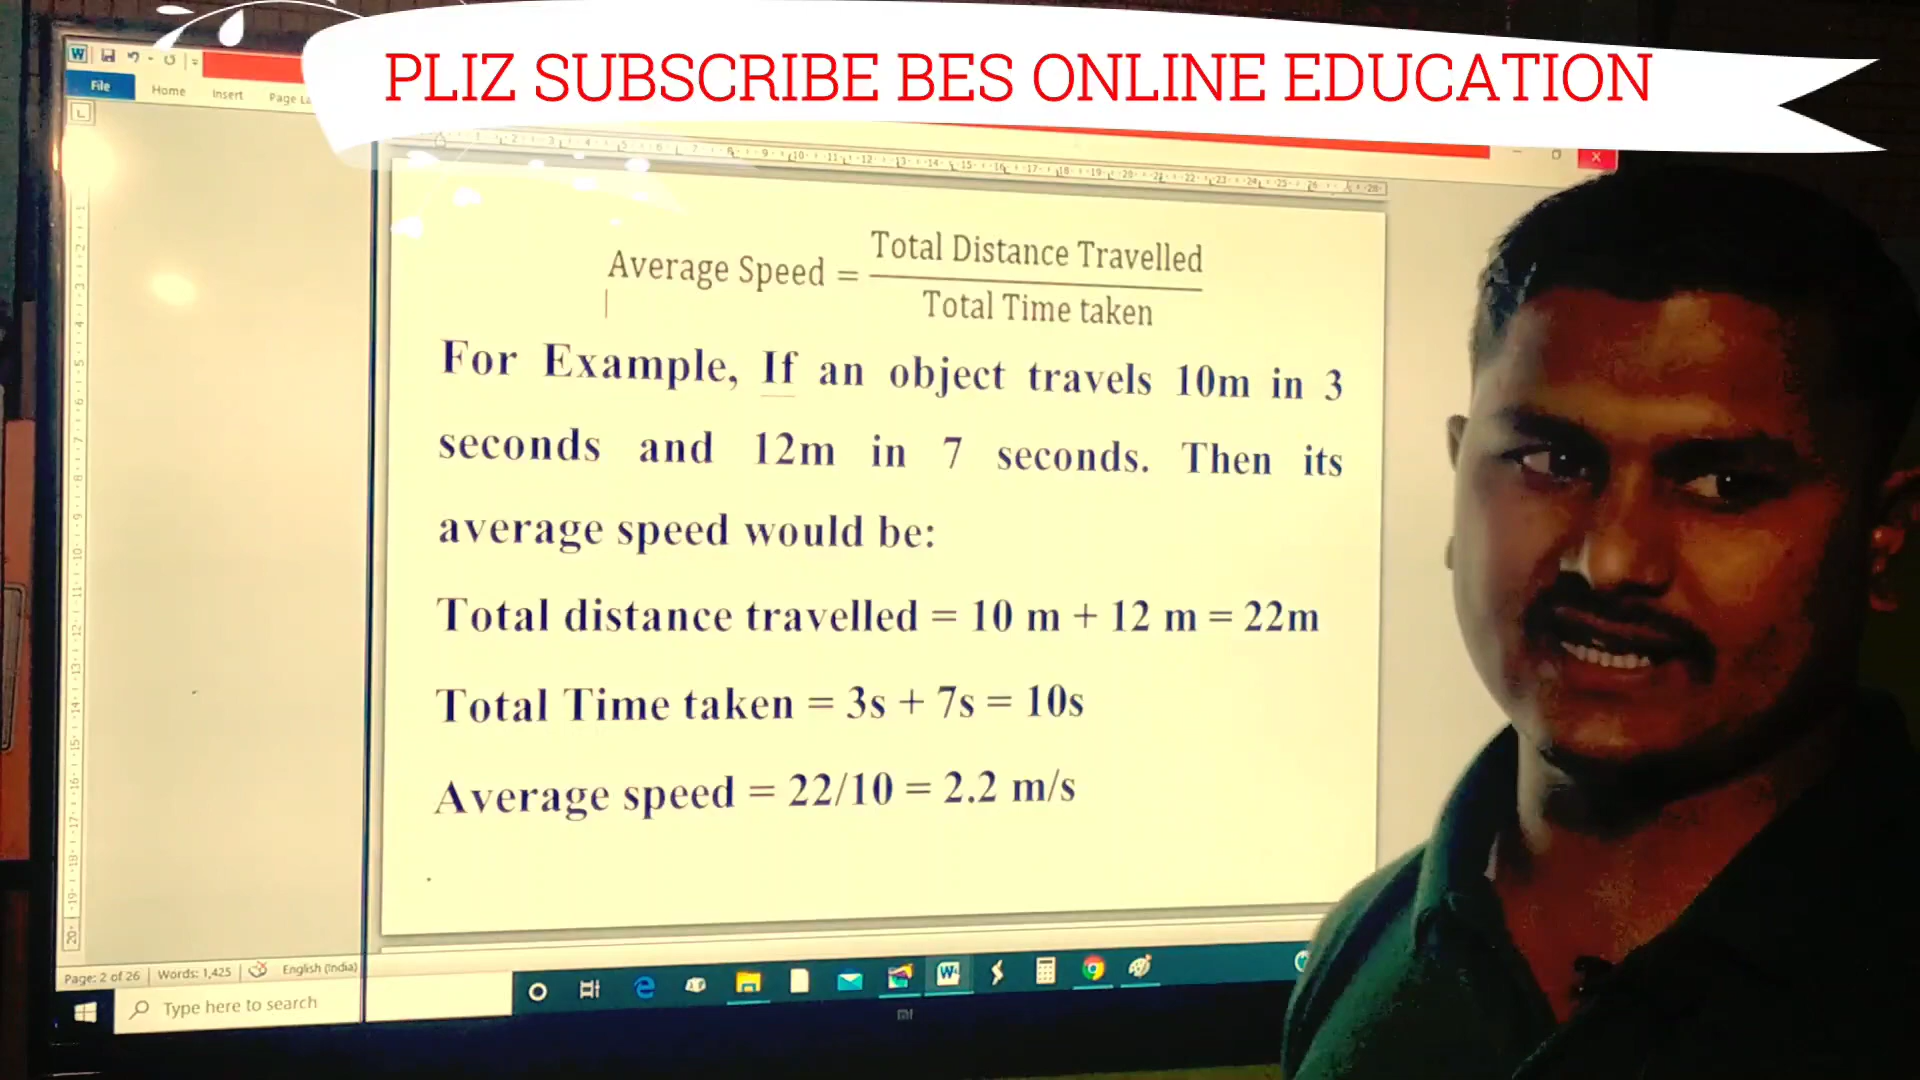 PLIZ SUBSCRIBE BES ONLINE EDUCATION
File Home Insert Page
Average Speed = Total Distance Travelled
Total Time taken
For Example, If an object travels 10m in 3
seconds and 12m in 7 seconds. Then its
average speed would be:
Total distance travelled = 10 m + 12 m = 22m
Total Time taken = 3s + 7s = 10s
Average speed = 22/10 = 2.2 m/s
.
Page: 2 of 26 Words: 1,425 English (India)
Type here to search
mi